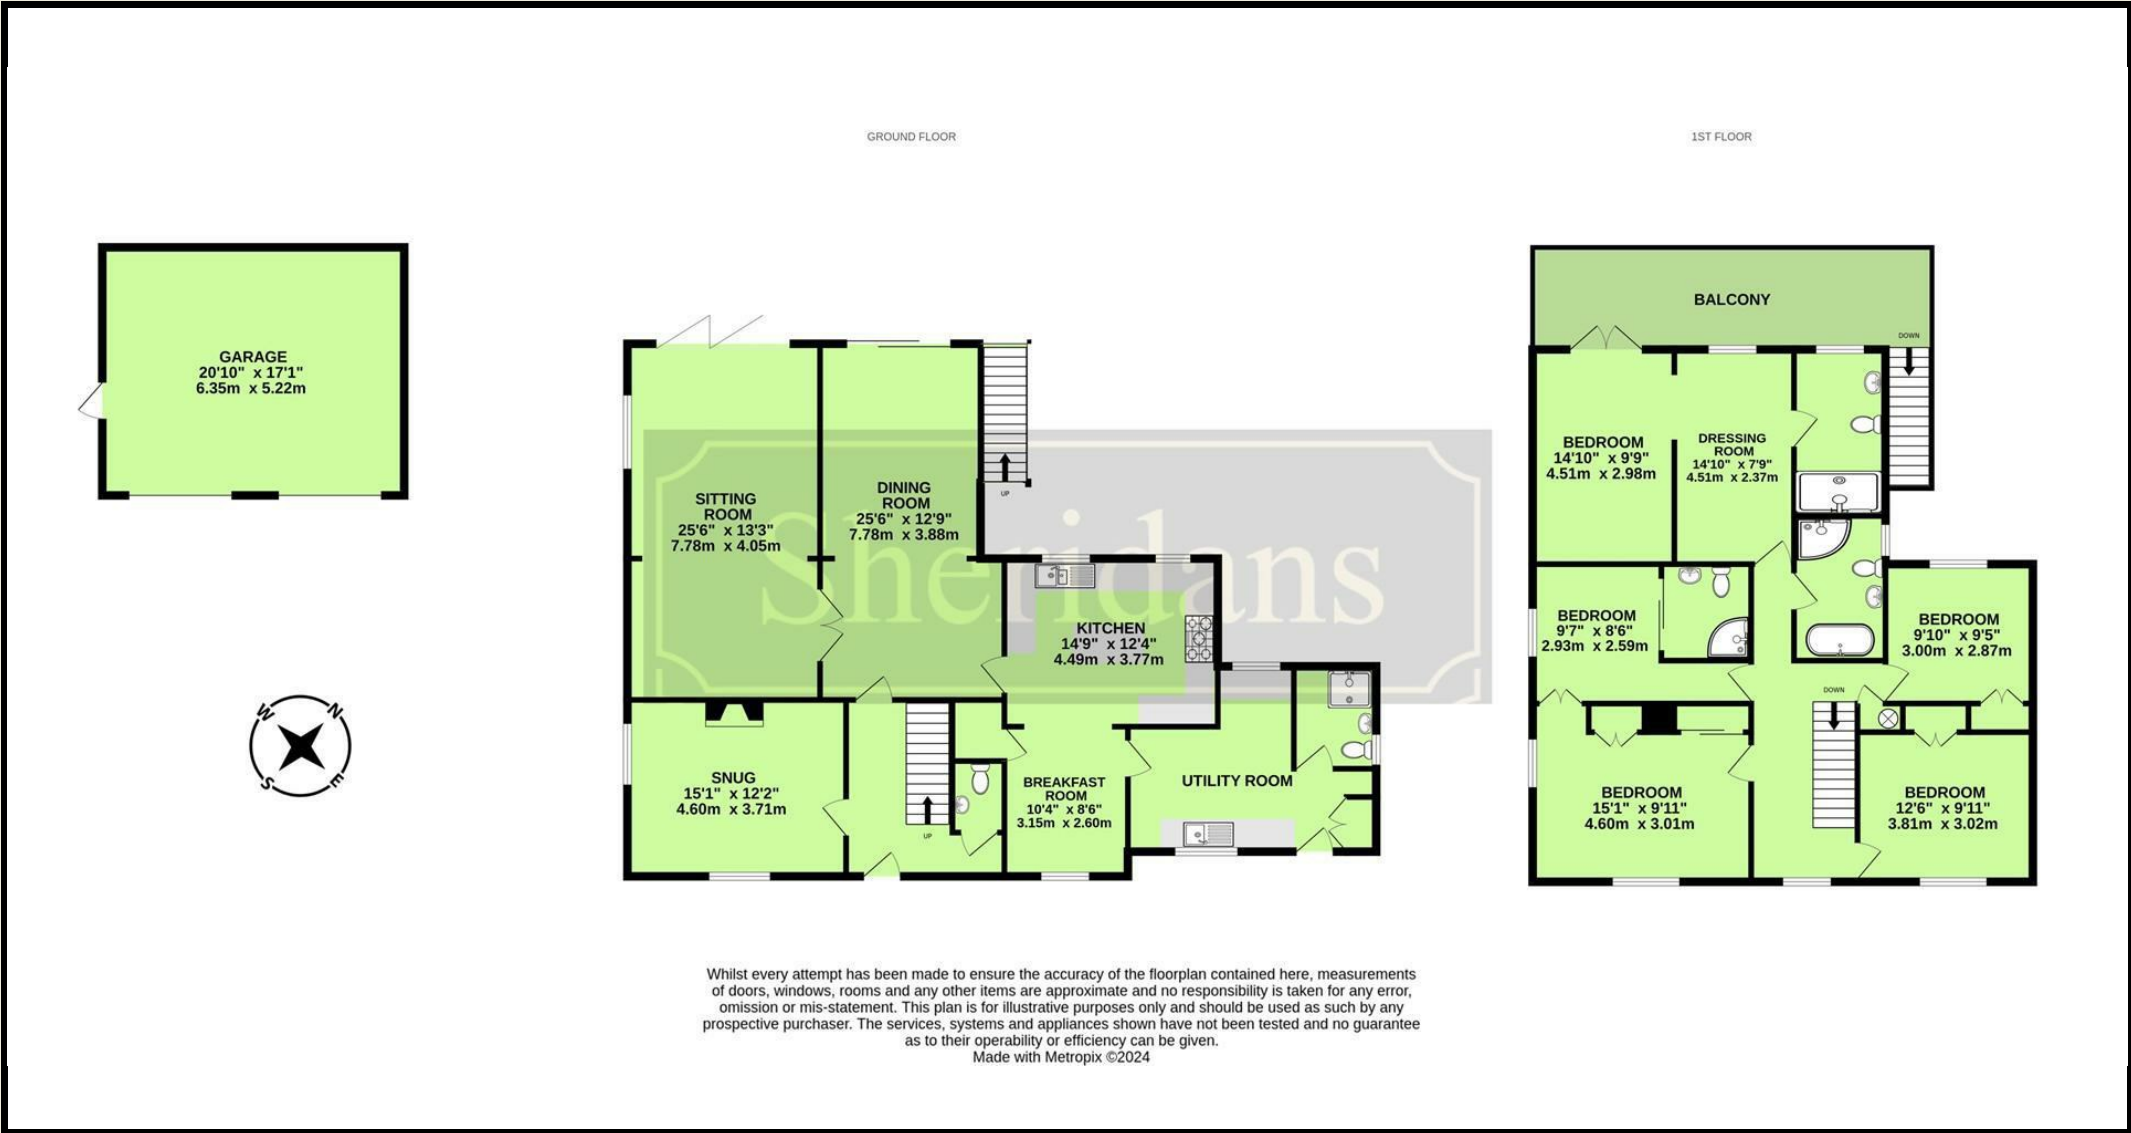 GROUND FLOOR
1ST FLOOR
GARAGE
20'10" x 17'1"
6.35m x 5.22m
W
N
S
E
SITTING
ROOM
25'6" x 13'3"
7.78m x 4.05m
DINING
ROOM
25'6" x 12'9"
7.78m x 3.88m
UP
Sheridans
KITCHEN
14'9" x 12'4"
4.49m x 3.77m
SNUG
15'1" x 12'2"
4.60m x 3.71m
UP
BREAKFAST
ROOM
10'4" x 8'6"
3.15m x 2.60m
UTILITY ROOM
BALCONY
DOWN
BEDROOM
14'10" x 9'9"
4.51m x 2.98m
DRESSING
ROOM
14'10" x 7'9"
4.51m x 2.37m
BEDROOM
9'7" x 8'6"
2.93m x 2.59m
BEDROOM
9'10" x 9'5"
3.00m x 2.87m
DOWN
BEDROOM
15'1" x 9'11"
4.60m x 3.01m
BEDROOM
12'6" x 9'11"
3.81m x 3.02m
Whilst every attempt has been made to ensure the accuracy of the floorplan contained here, measurements
of doors, windows, rooms and any other items are approximate and no responsibility is taken for any error,
omission or mis-statement. This plan is for illustrative purposes only and should be used as such by any
prospective purchaser. The services, systems and appliances shown have not been tested and no guarantee
as to their operability or efficiency can be given.
Made with Metropix ©2024